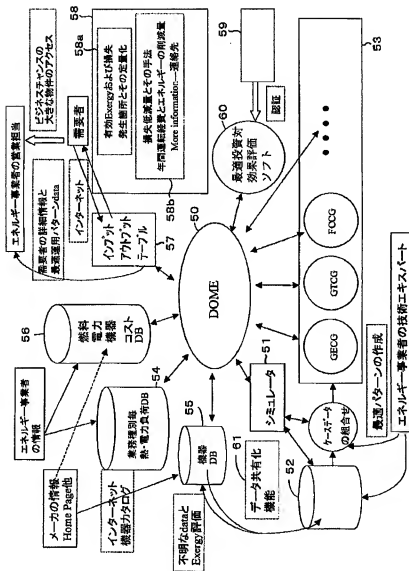 エネルギー事業者の営業担当
ビジネスチャンスの
大きな物件のアクセス
需要者の詳細情報と
最適運用パターンdata
インターネット
需要者
58
58a
有効Exergyおよび損失
発生箇所とその定量化
損失低減量とその手法
年間運転経費とエネルギーの削減量
More information―連絡先
58b
インプット
アウトプット
テーブル
57
59
認証
60
最適投資対
効果評価
ソフト
エネルギー事業者
の情報
56
燃料
電力
機器
コスト
DB
メーカの情報
Home Page他
インターネット
機器カタログ
54
業務種別毎
熱・電力負荷DB
55
機器
DB
50
DOME
53
GECG
GTCG
FCCG
不明なdataと
Exergy評価
61
データ共有化
機能
51
シミュレータ
52
ケースデータ
の組合せ
最適パターンの作成
エネルギー事業者の技術エキスパート